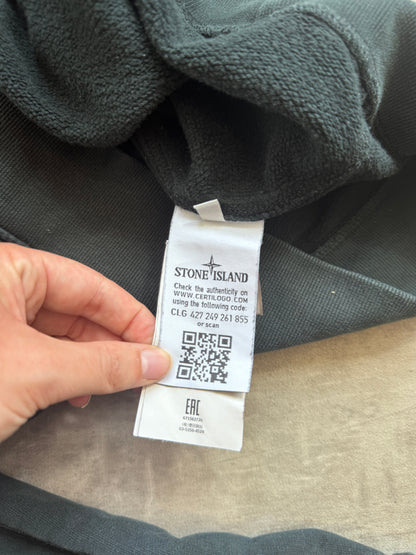 STONE ISLAND
Check the authenticity on
WWW.CERTILOGO.COM
using the following code:
CLG 427 249 261 855
or scan
EAC